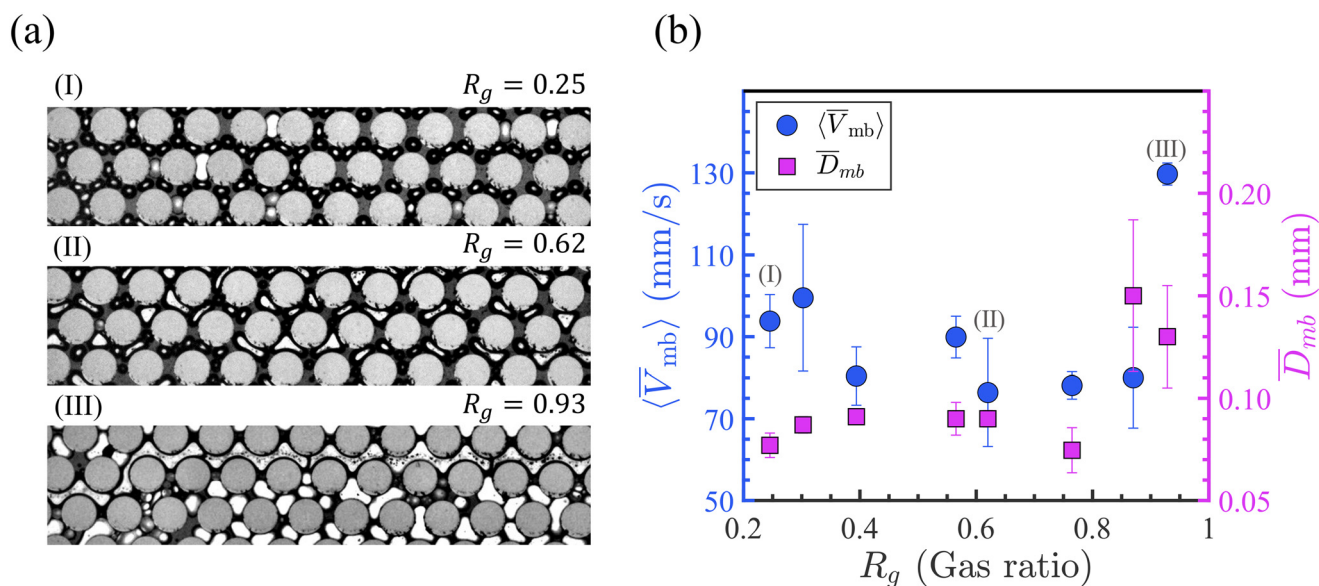 (a)
(I) R_g = 0.25
(II) R_g = 0.62
(III) R_g = 0.93
(b)
⟨V̅_mb⟩
D̅_mb
(I)
(II)
(III)
130
110
90
70
50
⟨V̅_mb⟩ (mm/s)
0.20
0.15
0.10
0.05
D̅_mb (mm)
0.2 0.4 0.6 0.8 1
R_g (Gas ratio)